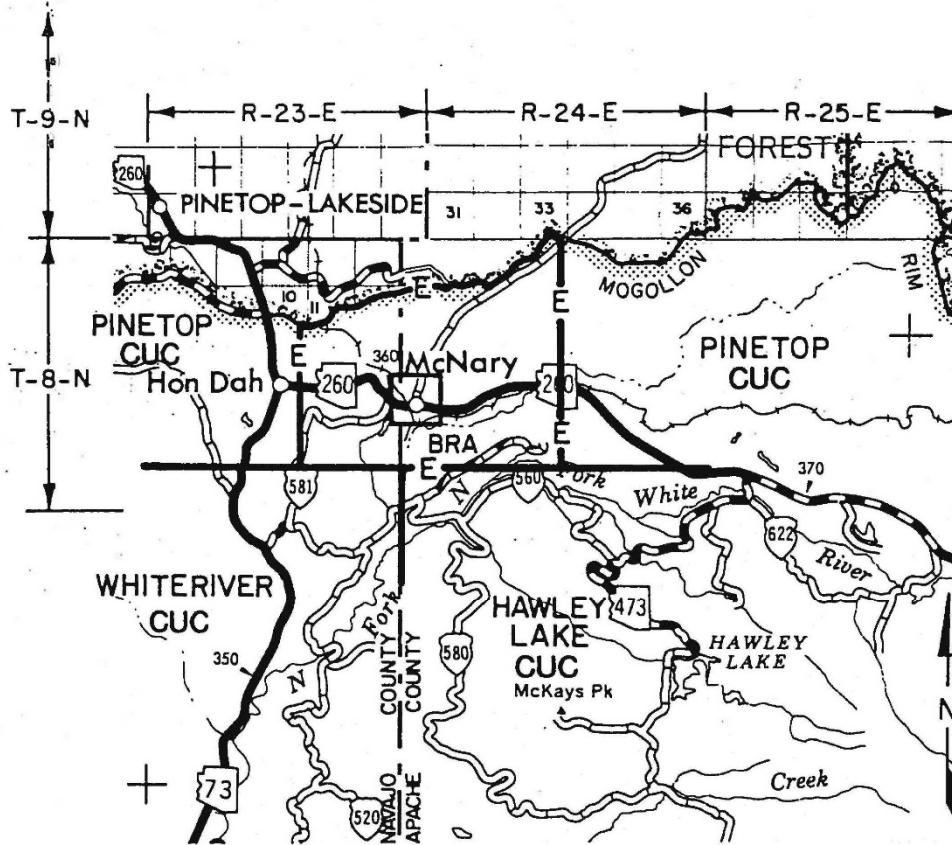 R-23-E
R-24-E
R-25-E
T-9-N
260
FOREST
PINETOP-LAKESIDE
31
33
36
MOGOLLON
RIM
10
11
E
PINETOP
CUC
E
E
PINETOP
CUC
360
McNary
T-8-N
Hon Dah
260
260
E
BRA
E
581
N
560
Fork
White
370
622
River
WHITERIVER
CUC
Fork
N
HAWLEY
LAKE
CUC
473
580
HAWLEY
LAKE
McKays Pk
350
COUNTY
COUNTY
NAVAJO
APACHE
N
73
520
Creek